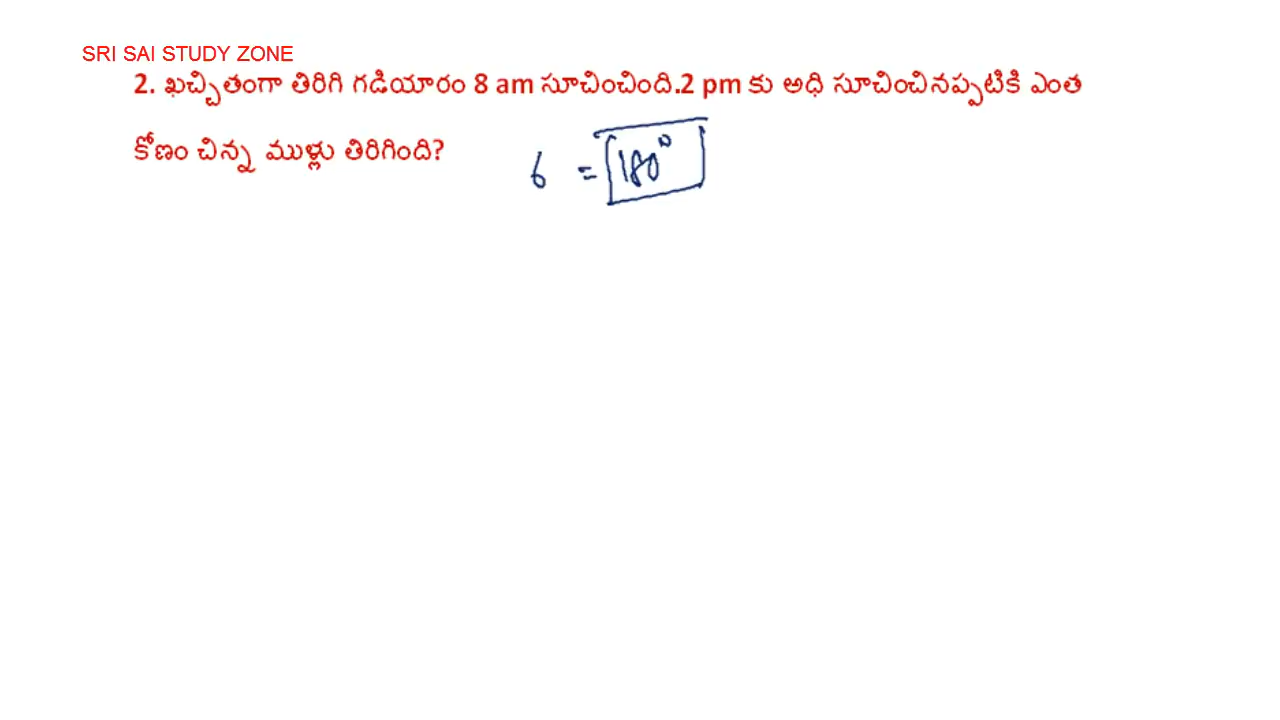 SRI SAI STUDY ZONE
2. ఖచ్చితంగా తిరిగి గడియారం 8 am సూచించింది.2 pm కు అధి సూచించినప్పటికి ఎంత
కోణం చిన్న ముళ్లు తిరిగింది?
6 = 180°